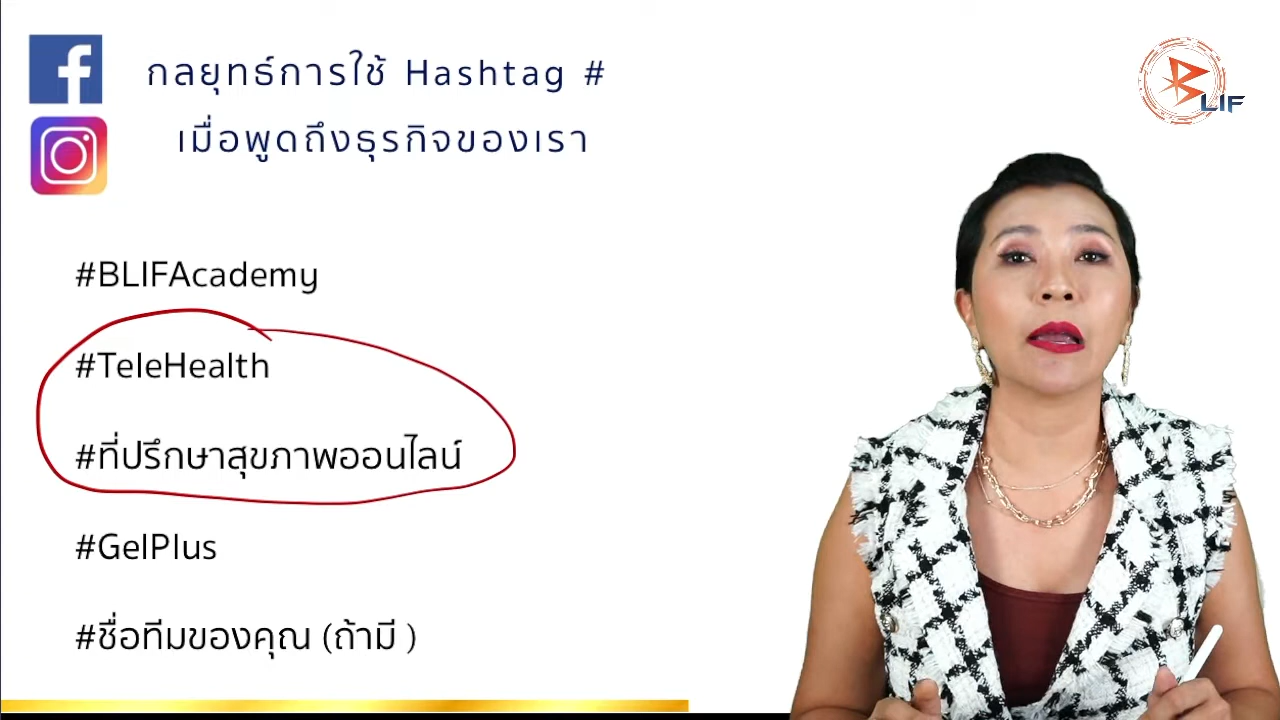 กลยุทธ์การใช้ Hashtag #
เมื่อพูดถึงธุรกิจของเรา
BLIF
#BLIFAcademy
#TeleHealth
#ที่ปรึกษาสุขภาพออนไลน์
#GelPlus
#ชื่อทีมของคุณ (ถ้ามี )